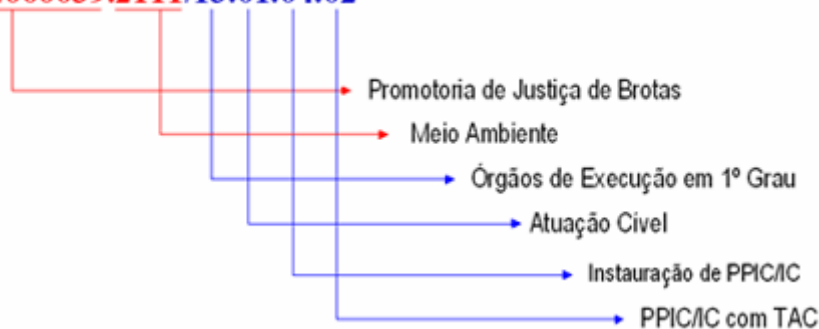 Promotoria de Justiça de Brotas
Meio Ambiente
Órgãos de Execução em 1º Grau
Atuação Civel
Instauração de PPIC/IC
PPIC/IC com TAC